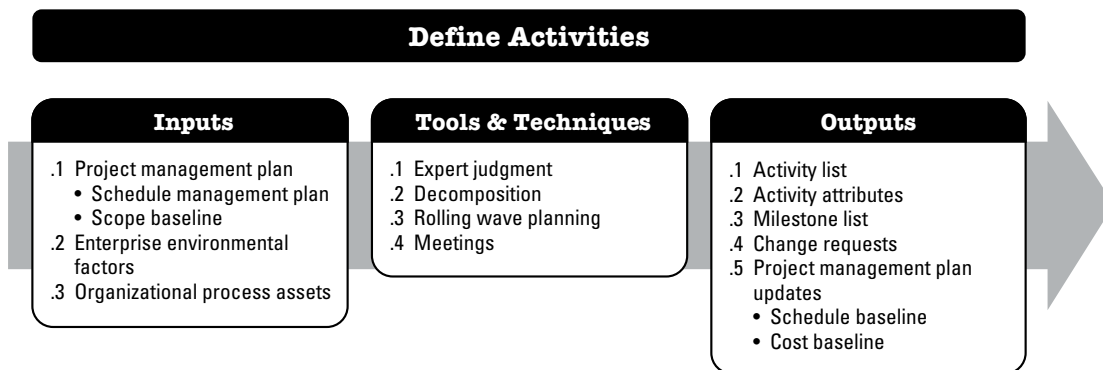 Define Activities
Inputs
.1 Project management plan
• Schedule management plan
• Scope baseline
.2 Enterprise environmental
factors
.3 Organizational process assets
Tools & Techniques
.1 Expert judgment
.2 Decomposition
.3 Rolling wave planning
.4 Meetings
Outputs
.1 Activity list
.2 Activity attributes
.3 Milestone list
.4 Change requests
.5 Project management plan
updates
• Schedule baseline
• Cost baseline